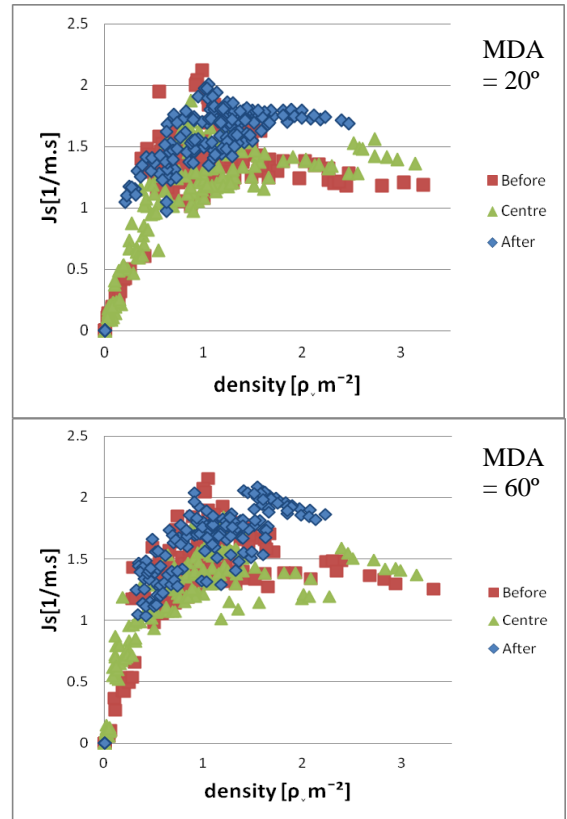 MDA
= 20º
Js[1/m.s]
2.5
2
1.5
1
0.5
0
0 1 2 3
density [ρᵥm⁻²]
Before
Centre
After
MDA
= 60º
Js[1/m.s]
2.5
2
1.5
1
0.5
0
0 1 2 3
density [ρᵥm⁻²]
Before
Centre
After